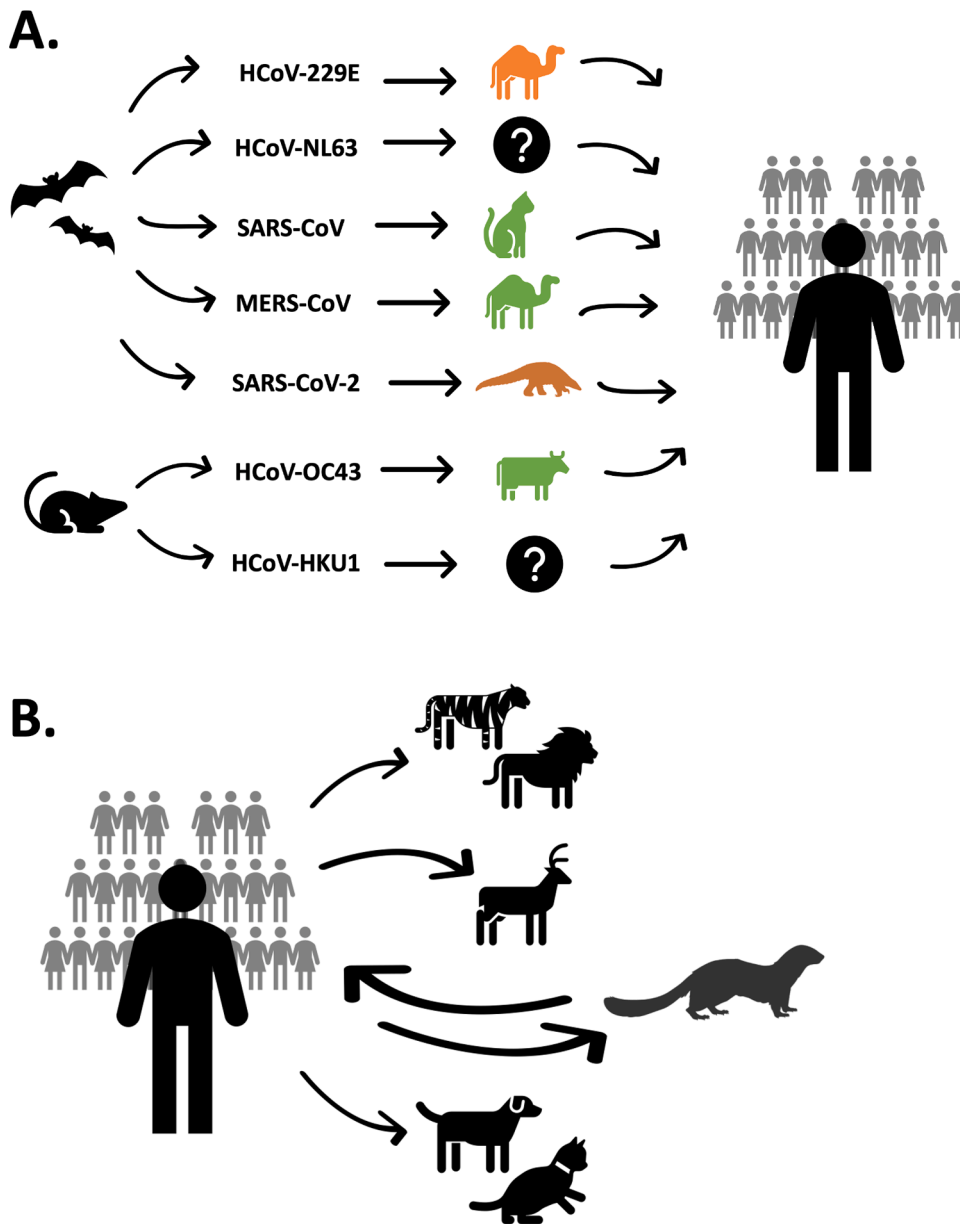 A.
HCoV-229E
HCoV-NL63
?
SARS-CoV
MERS-CoV
SARS-CoV-2
HCoV-OC43
HCoV-HKU1
?
B.